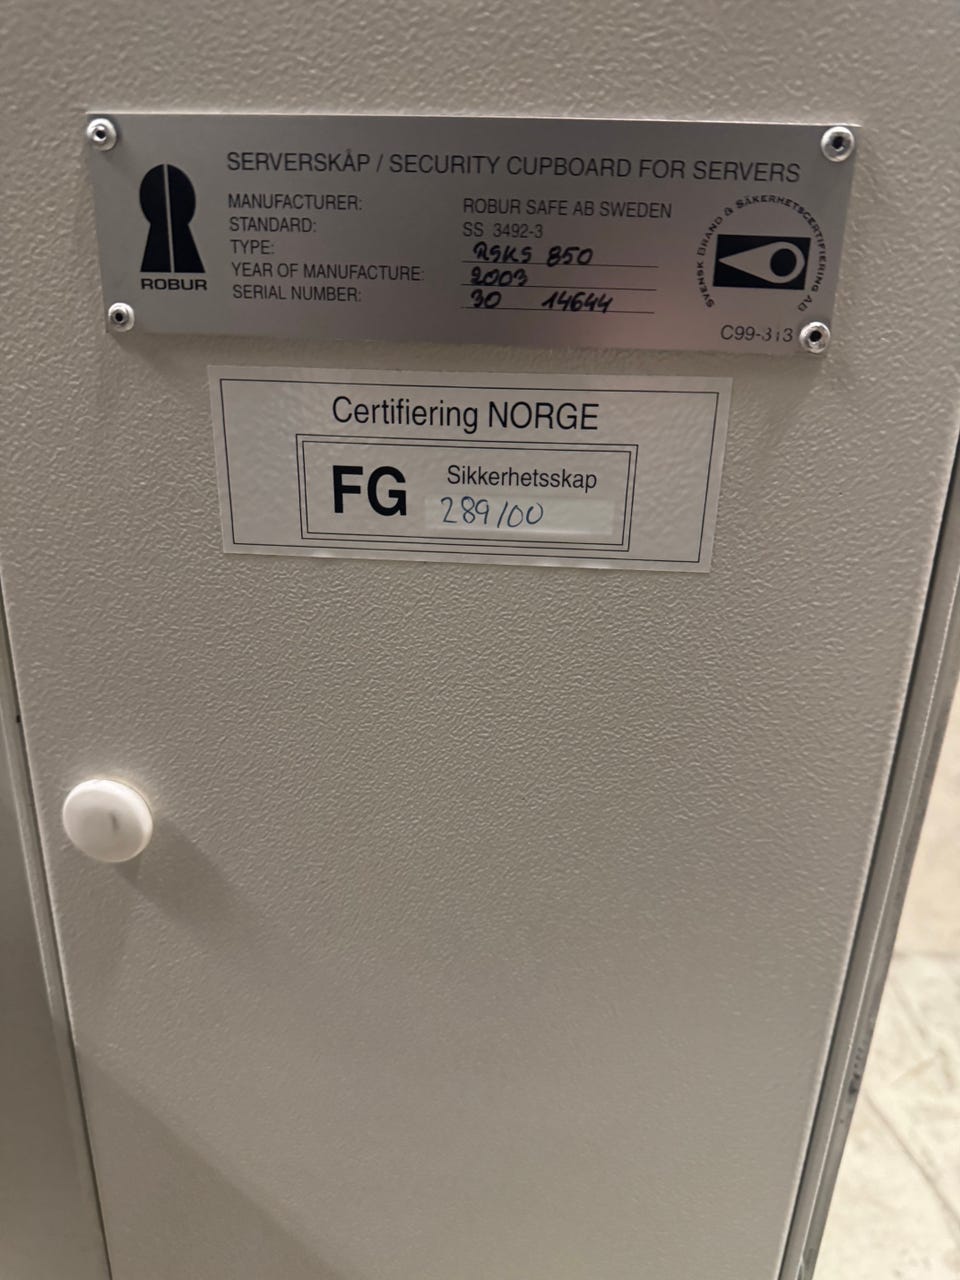 SERVERSKÅP / SECURITY CUPBOARD FOR SERVERS
MANUFACTURER: ROBUR SAFE AB SWEDEN
STANDARD: SS 3492-3
TYPE: RSKS 850
YEAR OF MANUFACTURE: 2003
SERIAL NUMBER: 30 14644
ROBUR
SVENSK BRAND & SÄKERHETSCERTIFIERING AB
C99-313
Certifiering NORGE
FG Sikkerhetsskap
289/00